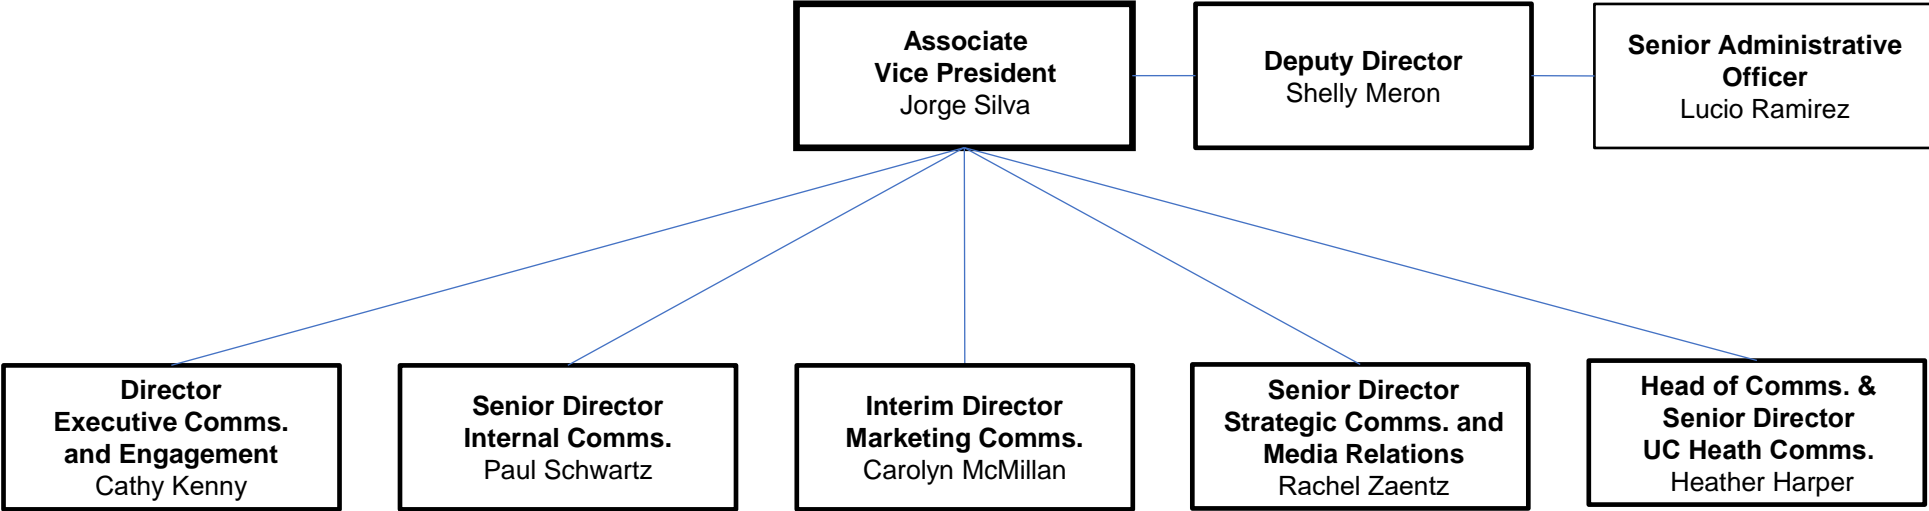 Associate
Vice President
Jorge Silva
Deputy Director
Shelly Meron
Senior Administrative
Officer
Lucio Ramirez
Director
Executive Comms.
and Engagement
Cathy Kenny
Senior Director
Internal Comms.
Paul Schwartz
Interim Director
Marketing Comms.
Carolyn McMillan
Senior Director
Strategic Comms. and
Media Relations
Rachel Zaentz
Head of Comms. &
Senior Director
UC Heath Comms.
Heather Harper